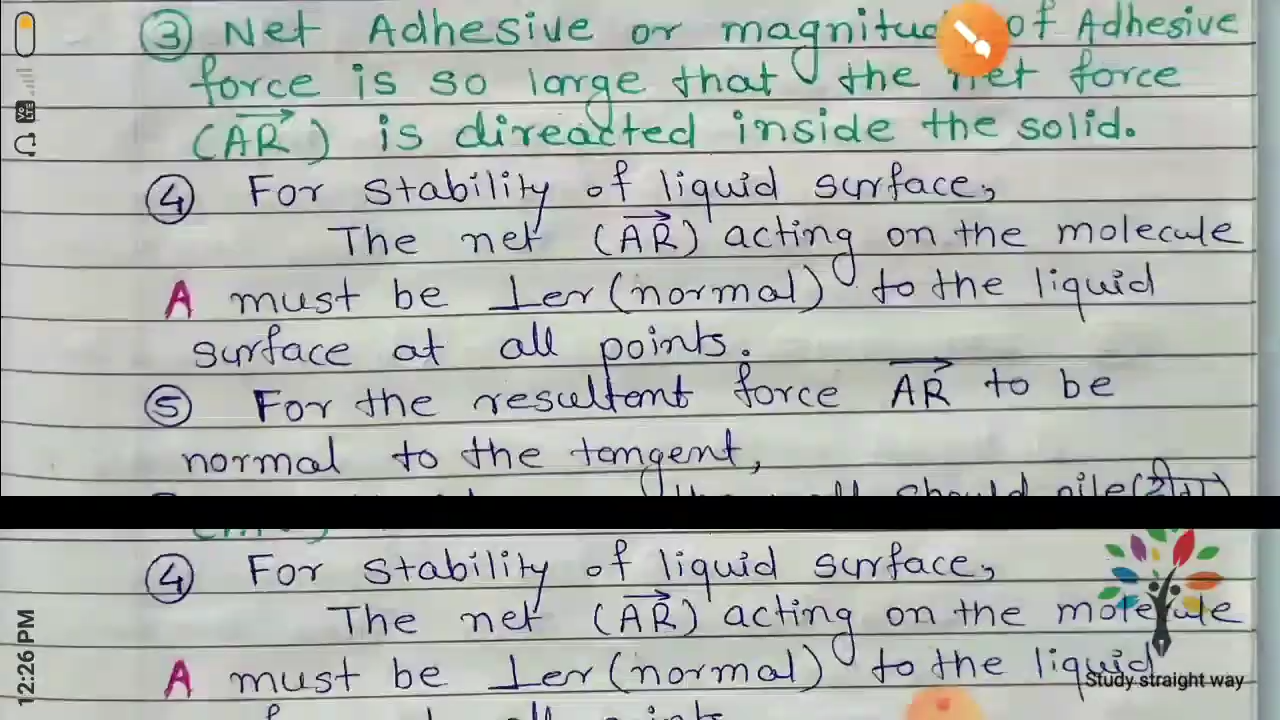 ③ Net Adhesive or magnitud of Adhesive
force is so large that the net force
(AR) is direacted inside the solid.
④ For stability of liquid surface,
The net (AR) acting on the molecule
A must be ⊥er (normal) to the liquid
surface at all points.
⑤ For the resultant force AR to be
normal to the tangent,
should pile
④ For stability of liquid surface,
The net (AR) acting on the molecule
A must be ⊥er (normal) to the liquid
Study straight way
12:26 PM